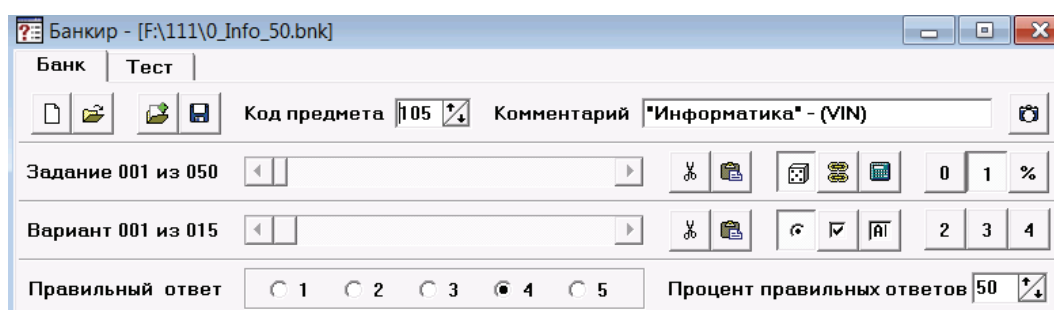 Банкир - [F:\111\0_Info_50.bnk]
Банк Тест
Код предмета 105 Комментарий "Информатика" - (VIN)
Задание 001 из 050 0 1 %
Вариант 001 из 015 AI 2 3 4
Правильный ответ 1 2 3 4 5 Процент правильных ответов 50